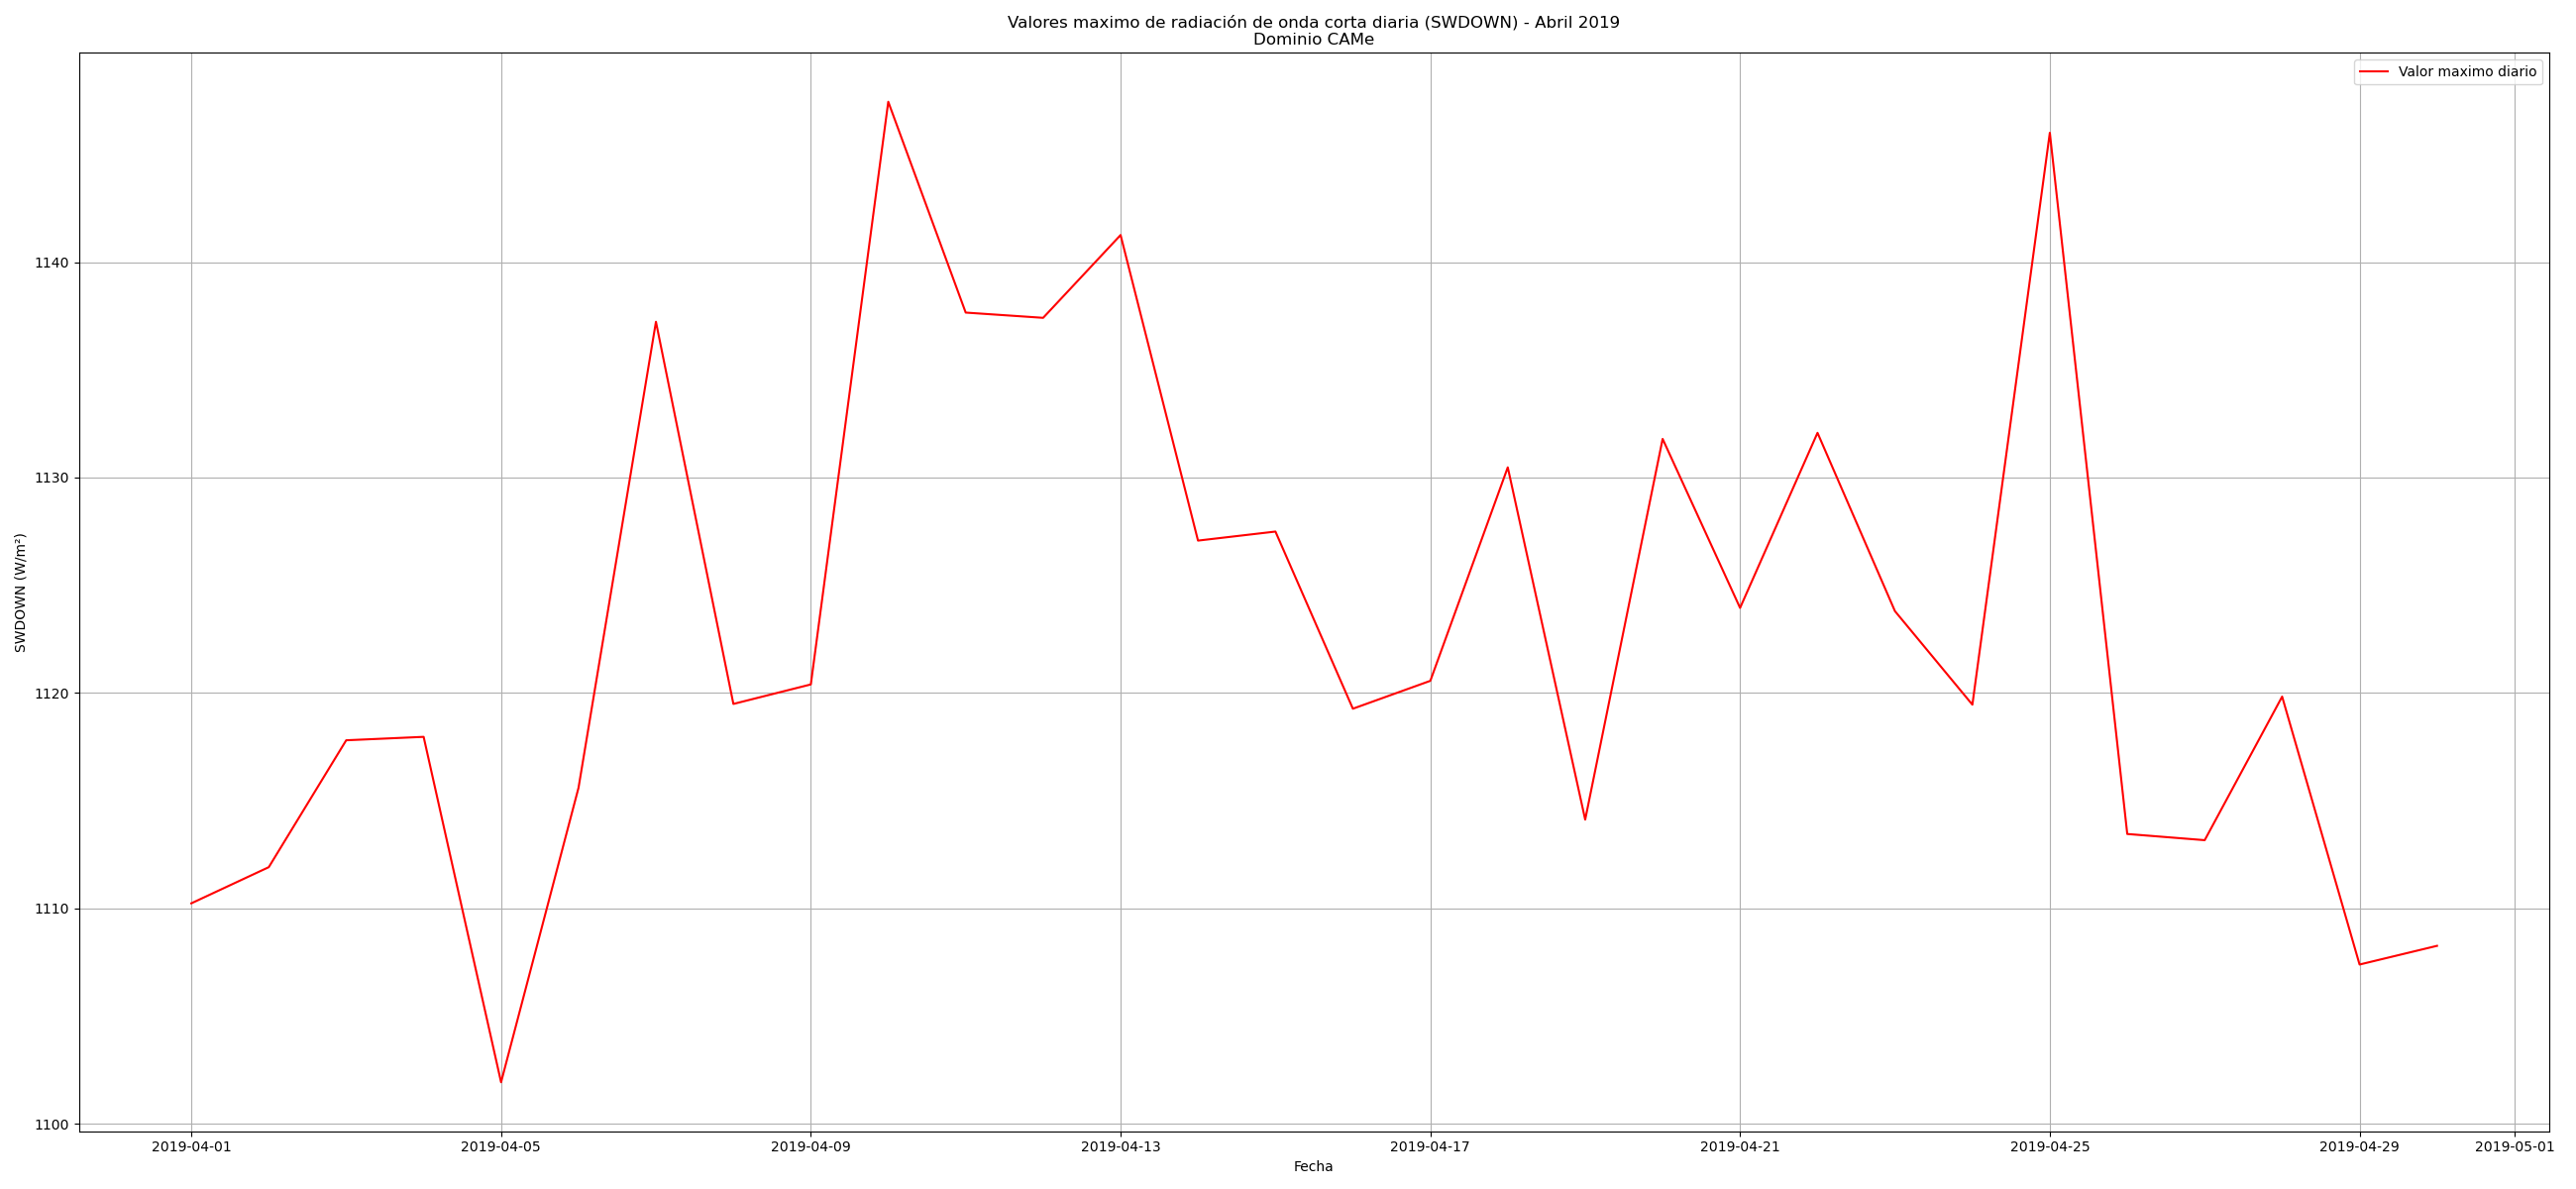 Valores maximo de radiación de onda corta diaria (SWDOWN) - Abril 2019
Dominio CAMe
Valor maximo diario
1140
1130
1120
1110
1100
SWDOWN (W/m²)
2019-04-01
2019-04-05
2019-04-09
2019-04-13
2019-04-17
2019-04-21
2019-04-25
2019-04-29
2019-05-01
Fecha